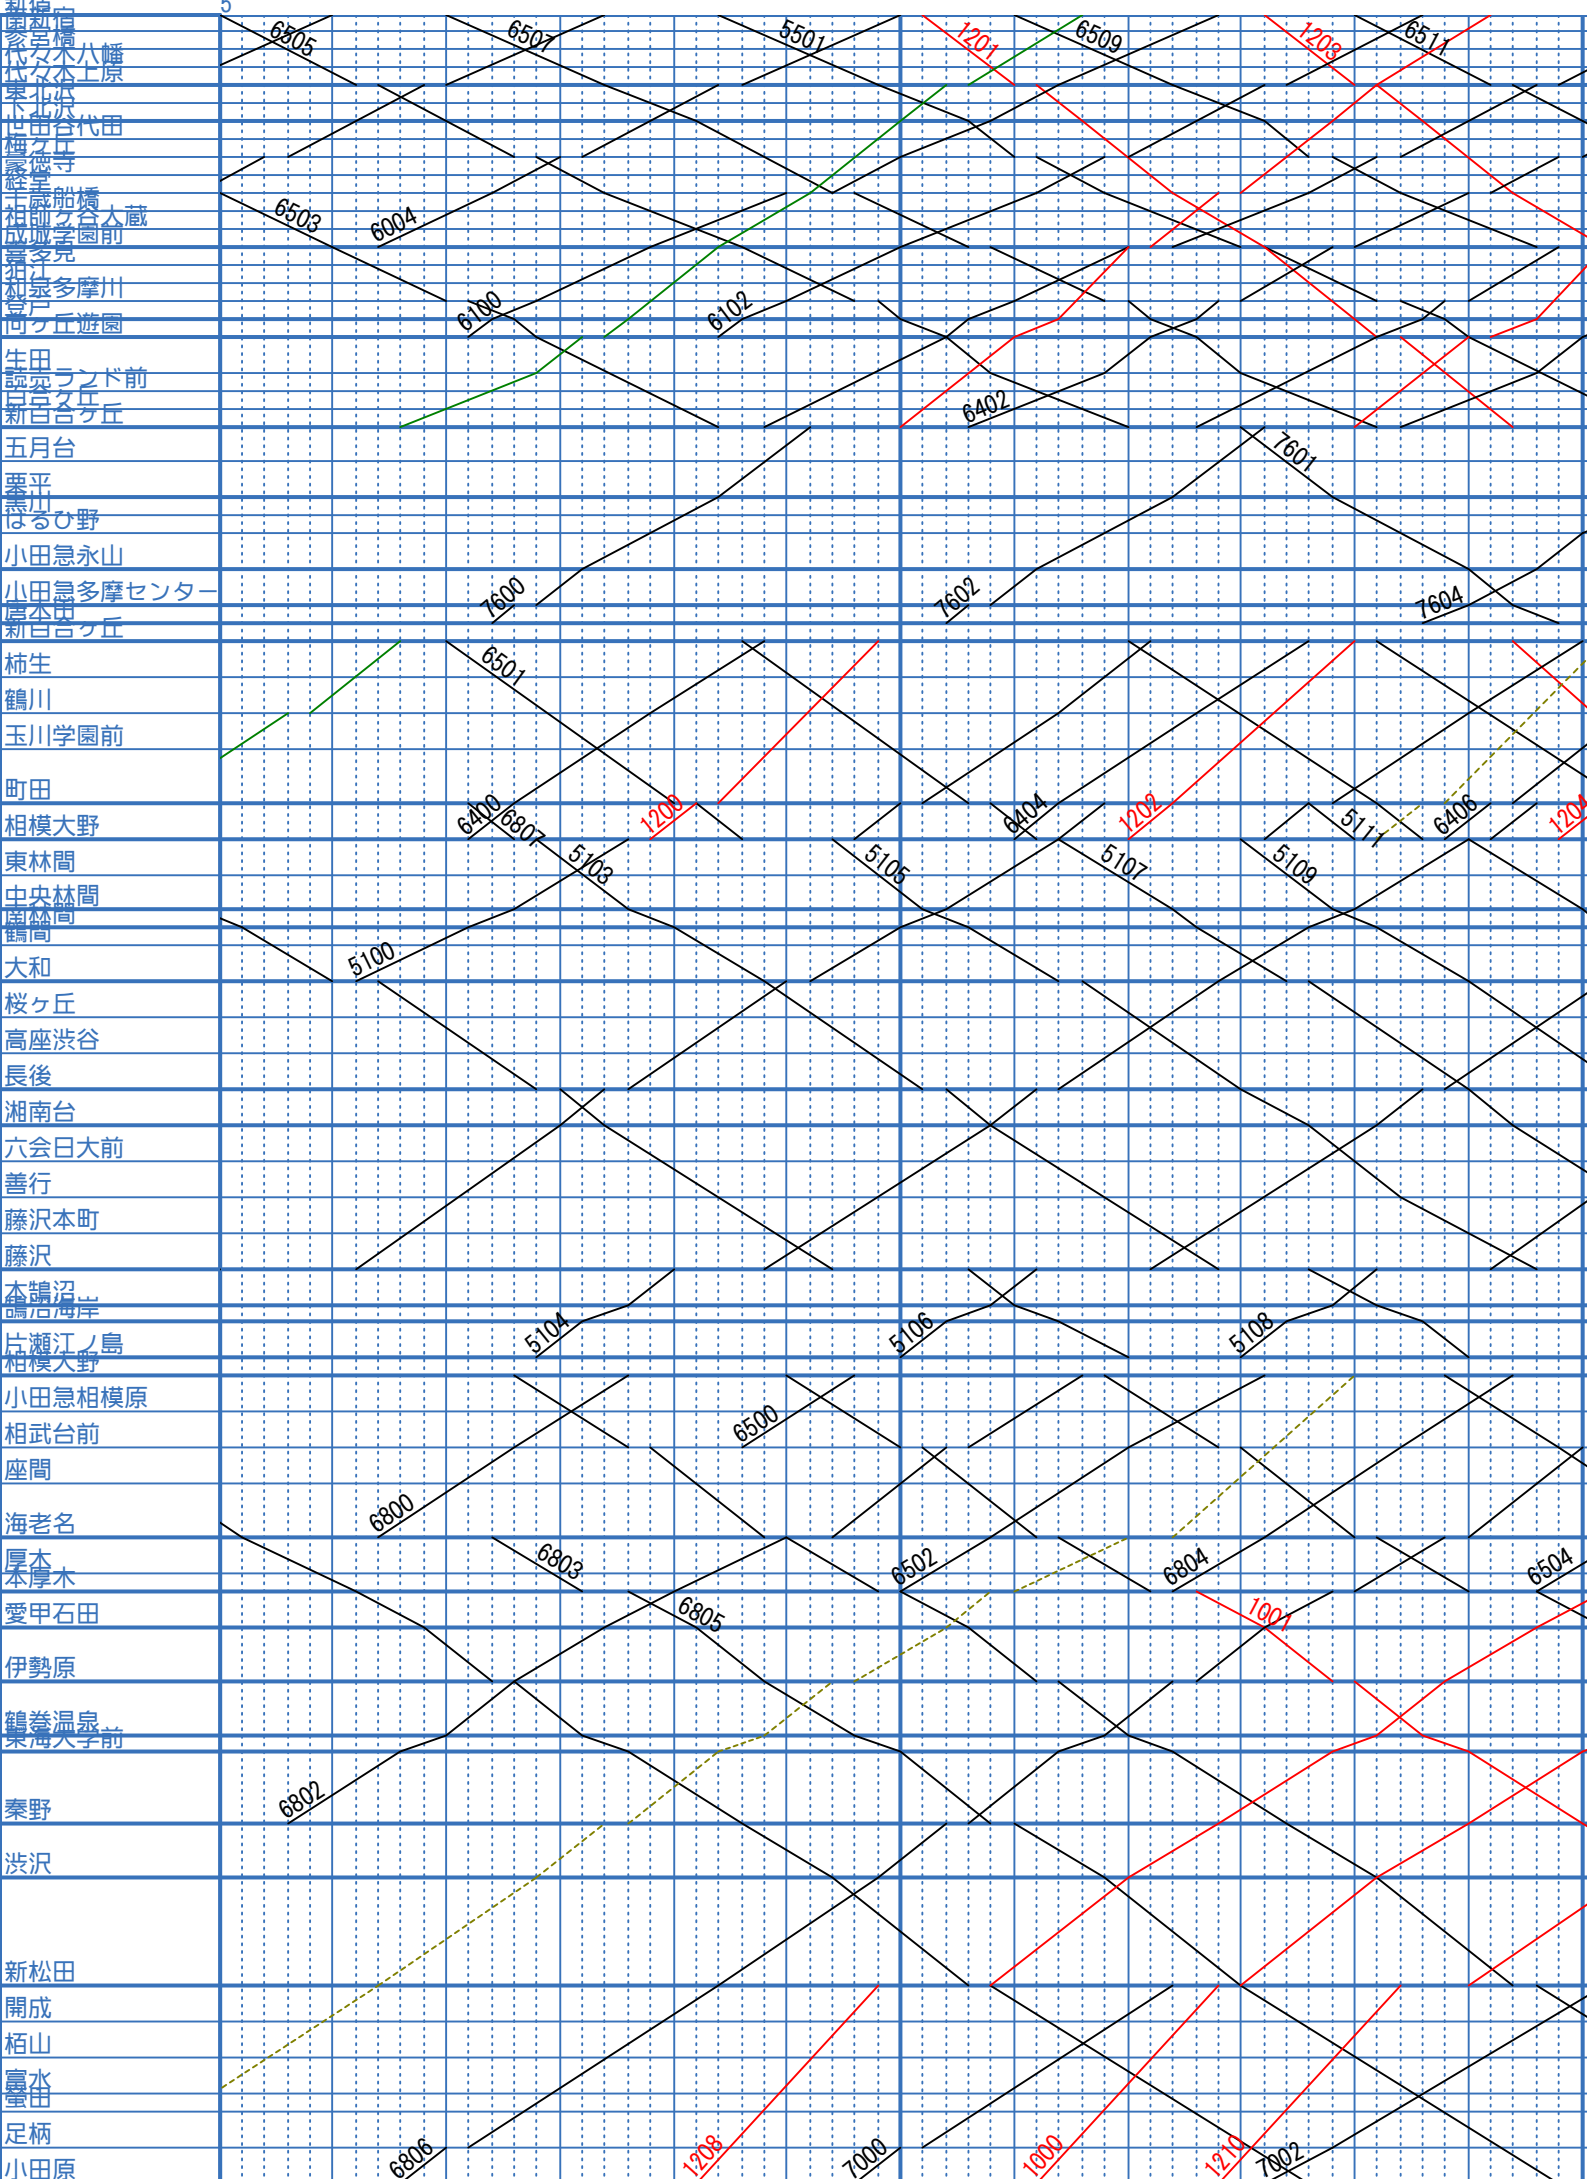 5
新宿
南新宿
参宮橋
代々木八幡
代々木上原
東北沢
下北沢
世田谷代田
梅ヶ丘
豪徳寺
経堂
千歳船橋
祖師ヶ谷大蔵
成城学園前
喜多見
狛江
和泉多摩川
登戸
向ヶ丘遊園
生田
読売ランド前
百合ヶ丘
新百合ヶ丘
五月台
栗平
黒川
はるひ野
小田急永山
小田急多摩センター
唐木田
新百合ヶ丘
柿生
鶴川
玉川学園前
町田
相模大野
東林間
中央林間
南林間
鶴間
大和
桜ヶ丘
高座渋谷
長後
湘南台
六会日大前
善行
藤沢本町
藤沢
本鵠沼
鵠沼海岸
片瀬江ノ島
相模大野
小田急相模原
相武台前
座間
海老名
厚木
本厚木
愛甲石田
伊勢原
鶴巻温泉
東海大学前
秦野
渋沢
新松田
開成
栢山
富水
螢田
足柄
小田原
6505
6507
5501
1201
6509
1203
6511
6503
6004
6100
6102
6402
7601
7600
7602
7604
6501
6400
6807
1200
6404
1202
5111
6406
1204
5103
5105
5107
5109
5100
5104
5106
5108
6500
6800
6803
6502
6804
6504
6805
1001
6802
6806
1208
7000
1000
1210
7002